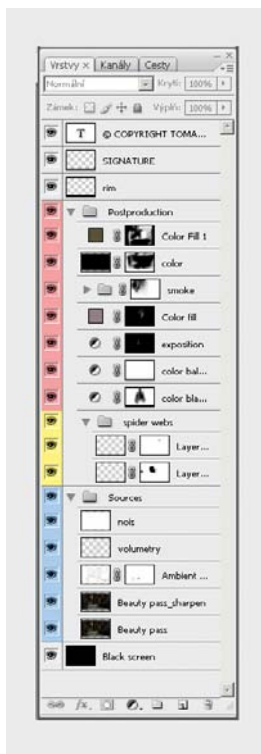 Vrstvy × Kanály Cesty
Normální Krytí: 100%
Zámek: Výplň: 100%
T © COPYRIGHT TOMA...
SIGNATURE
rim
Postproduction
Color Fill 1
color
smoke
Color fill
exposition
color bal...
color bla...
spider webs
Layer...
Layer...
Sources
nois
volumetry
Ambient ...
Beauty pass_sharpen
Beauty pass
Black screen
fx.